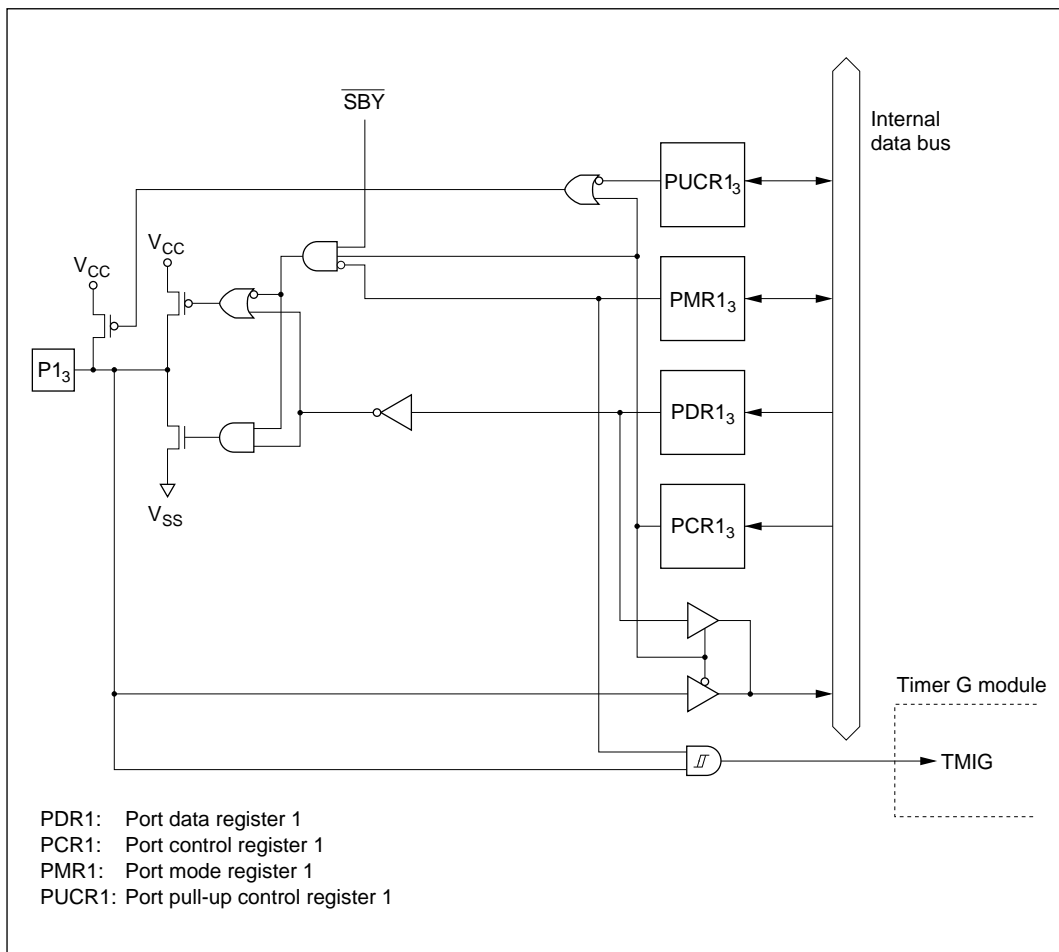 SBY
Internal
data bus
PUCR1₃
V_CC
V_CC
PMR1₃
P1₃
PDR1₃
V_SS
PCR1₃
Timer G module
TMIG
PDR1: Port data register 1
PCR1: Port control register 1
PMR1: Port mode register 1
PUCR1: Port pull-up control register 1